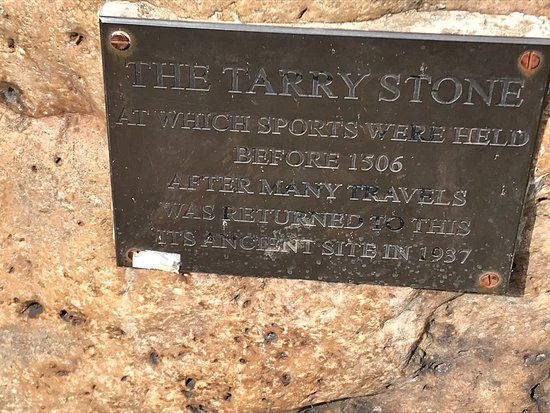 THE TARRY STONE
AT WHICH SPORTS WERE HELD
BEFORE 1506
AFTER MANY TRAVELS
WAS RETURNED TO THIS
ITS ANCIENT SITE IN 1937